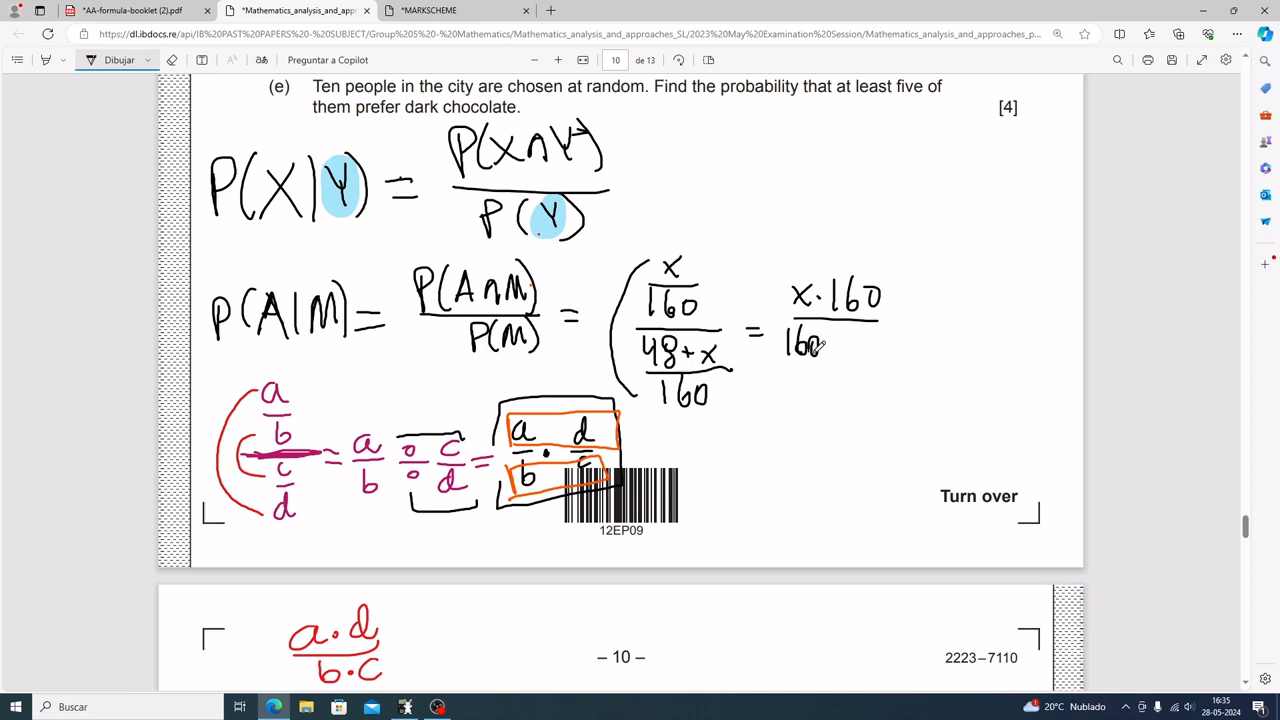 *AA-formula-booklet (2).pdf
*Mathematics_analysis_and_appro
*MARKSCHEME
https://dl.ibdocs.re/api/IB%20PAST%20PAPERS%20-%20SUBJECT/Group%205%20-%20Mathematics/Mathematics_analysis_and_approaches_SL/2023%20May%20Examination%20Session/Mathematics_analysis_and_approaches_p...
Dibujar
Preguntar a Copilot
10
de 13
(e) Ten people in the city are chosen at random. Find the probability that at least five of
them prefer dark chocolate.
[4]
P(X|Y) = P(X∩Y) / P(Y)
P(A|M) = P(A∩M) / P(M) = (x/160) / (48+x/160) = x·160 / 160
a/b / c/d = a/b ÷ c/d = a/b · d/c
12EP09
Turn over
a·d / b·c
– 10 –
2223–7110
Buscar
20°C Nublado
16:35
28-05-2024